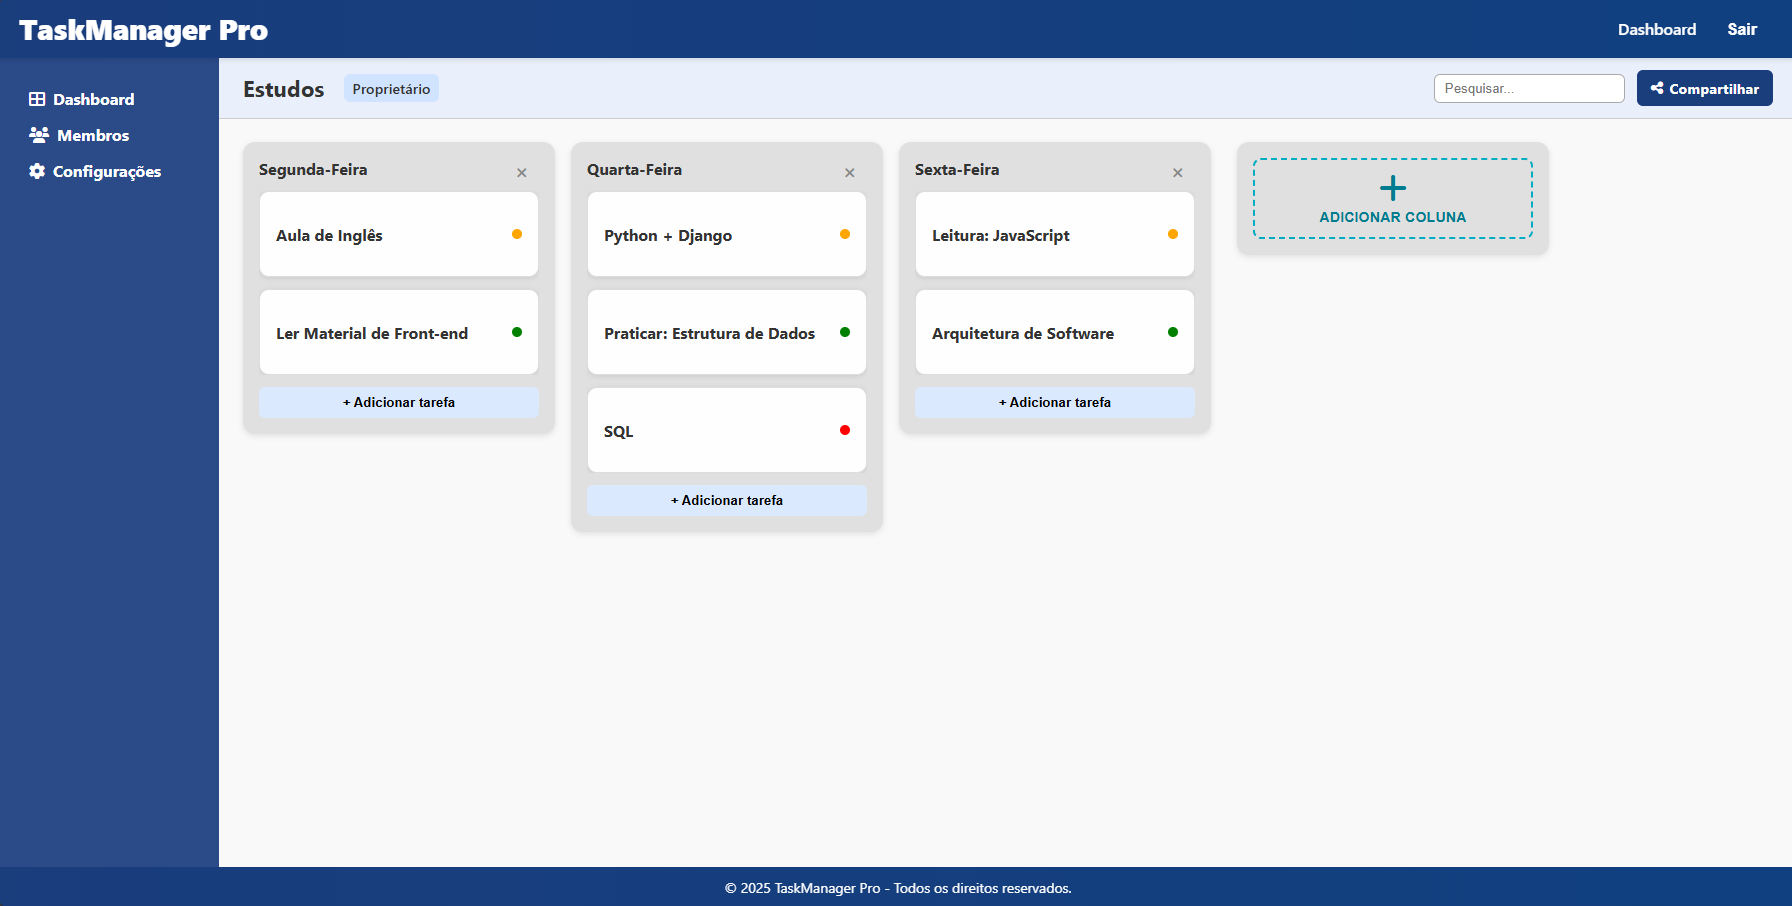 TaskManager Pro
Dashboard
Sair
Dashboard
Membros
Configurações
Estudos
Proprietário
Pesquisar...
Compartilhar
Segunda-Feira
×
Aula de Inglês
Ler Material de Front-end
+ Adicionar tarefa
Quarta-Feira
×
Python + Django
Praticar: Estrutura de Dados
SQL
+ Adicionar tarefa
Sexta-Feira
×
Leitura: JavaScript
Arquitetura de Software
+ Adicionar tarefa
ADICIONAR COLUNA
© 2025 TaskManager Pro - Todos os direitos reservados.